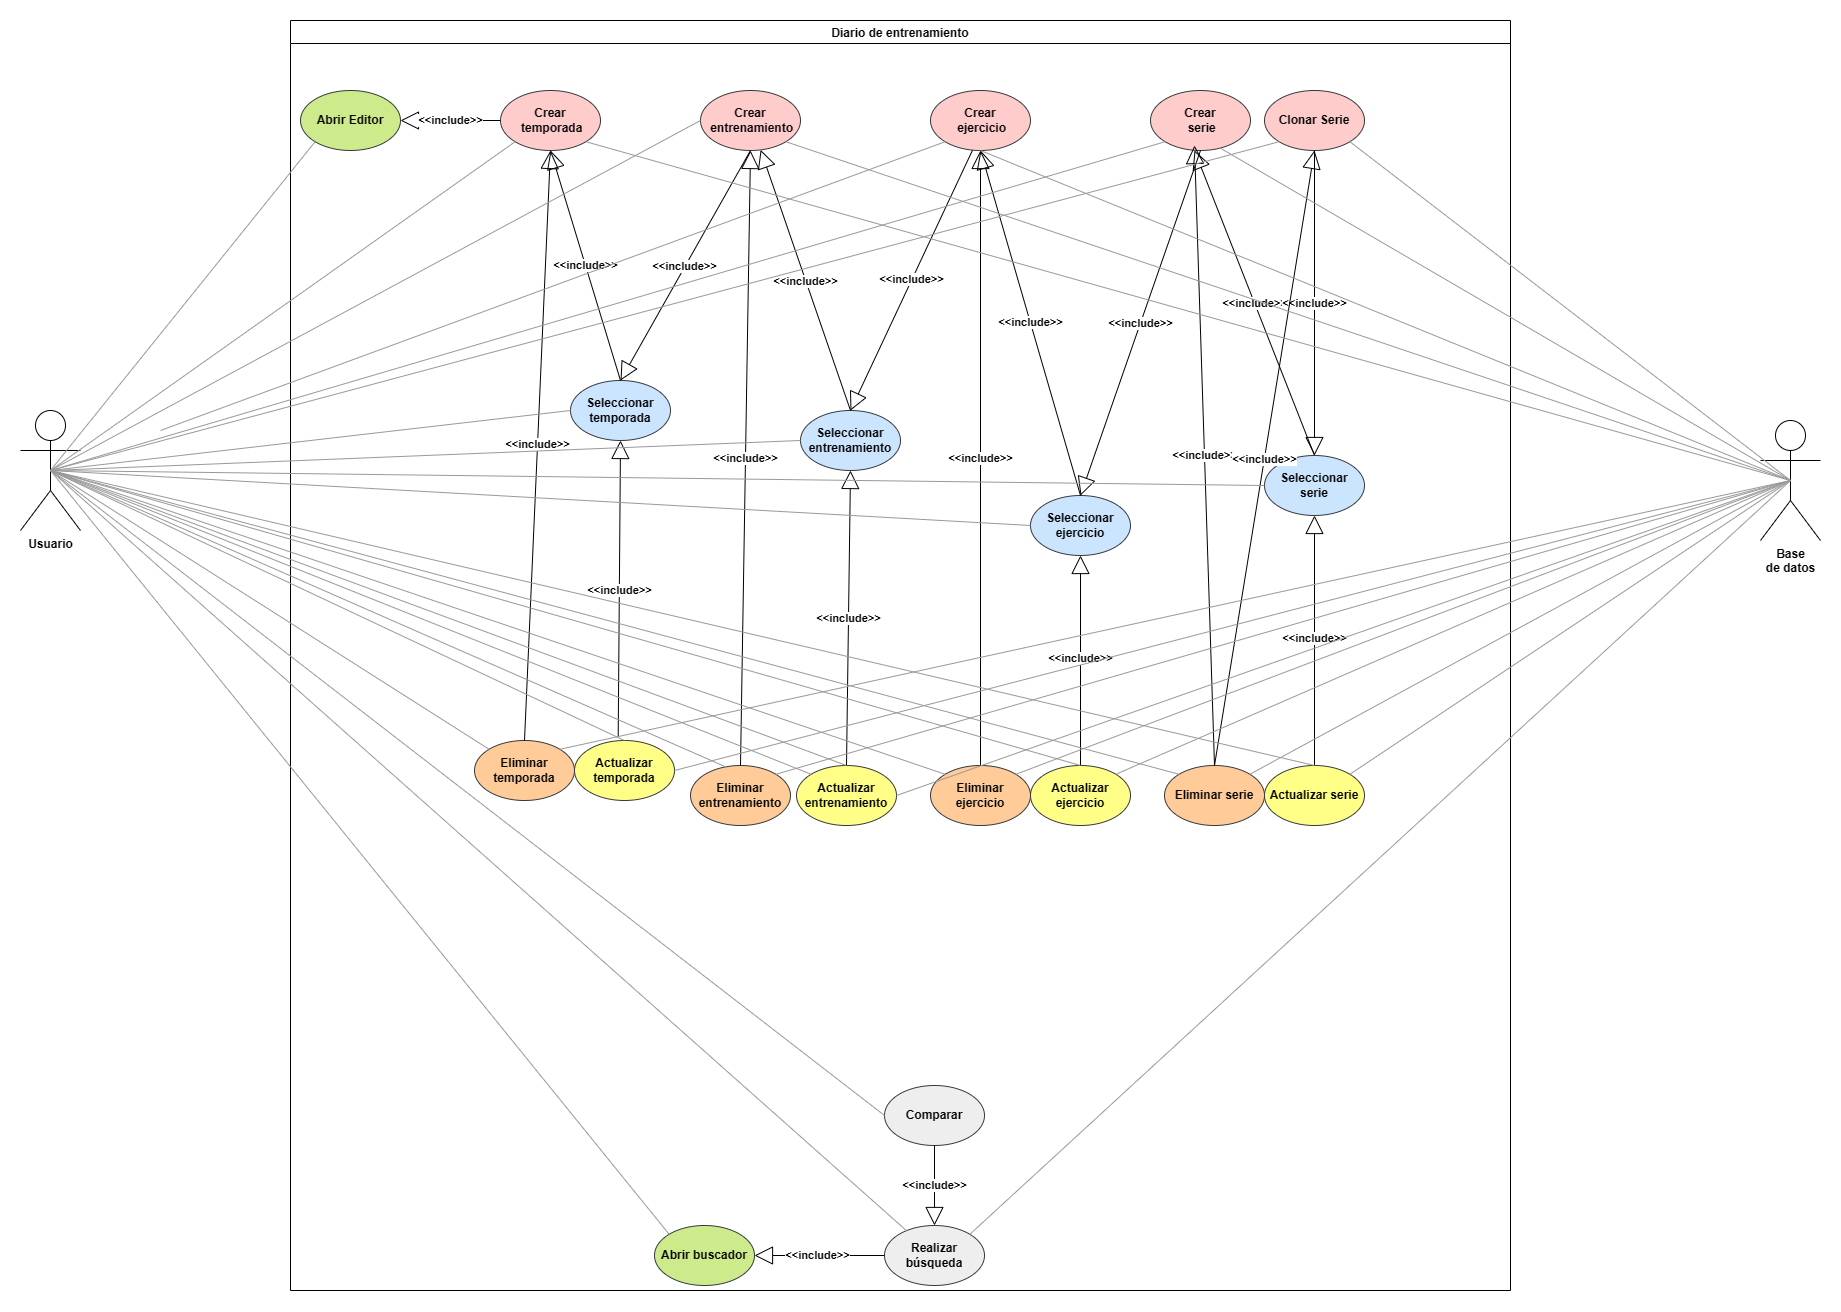 Diario de entrenamiento
Abrir Editor
<<include>>
Crear
temporada
Crear
entrenamiento
Crear
ejercicio
Crear
serie
Clonar Serie
<<include>>
<<include>>
<<include>>
<<include>>
<<include>>
<<include>>
<<include>>
<<include>>
<<include>>
Seleccionar
temporada
Seleccionar
entrenamiento
<<include>>
<<include>>
<<include>>
<<include>>
<<include>>
Seleccionar
serie
Seleccionar
ejercicio
Usuario
Base
de datos
<<include>>
<<include>>
<<include>>
<<include>>
Eliminar
temporada
Actualizar
temporada
Eliminar
entrenamiento
Actualizar
entrenamiento
Eliminar
ejercicio
Actualizar
ejercicio
Eliminar serie
Actualizar serie
Comparar
<<include>>
Abrir buscador
<<include>>
Realizar
búsqueda